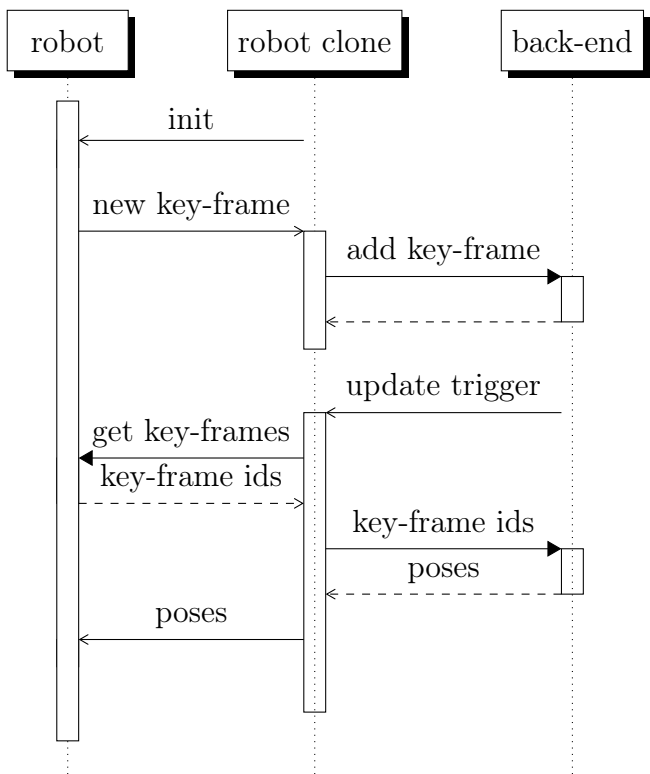 robot
robot clone
back-end
init
new key-frame
add key-frame
update trigger
get key-frames
key-frame ids
key-frame ids
poses
poses